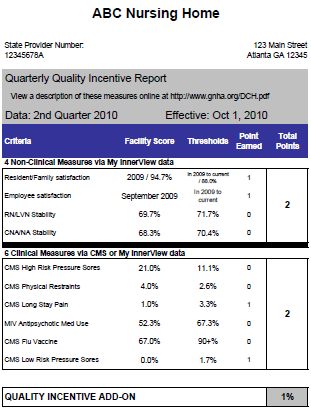 ABC Nursing Home
State Provider Number: 123 Main Street
12345678A Atlanta GA 12345
Quarterly Quality Incentive Report
View a description of these measures online at http://www.gnha.org/DCH.pdf
Data: 2nd Quarter 2010 Effective: Oct 1, 2010
Criteria Facility Score Thresholds Point Earned Total Points
4 Non-Clinical Measures via My InnerView data
Resident/Family satisfaction 2009 / 94.7% In 2009 to current / 86.0% 1
Employee satisfaction September 2009 In 2009 to current 1
2
RN/LVN Stability 69.7% 71.7% 0
CNA/NA Stability 68.3% 70.4% 0
6 Clinical Measures via CMS or My InnerView data
CMS High Risk Pressure Sores 21.0% 11.1% 0
CMS Physical Restraints 4.0% 2.6% 0
CMS Long Stay Pain 1.0% 3.3% 1
2
MIV Antipsychotic Med Use 52.3% 67.3% 0
CMS Flu Vaccine 67.0% 90+% 0
CMS Low Risk Pressure Sores 0.0% 1.7% 1
QUALITY INCENTIVE ADD-ON 1%